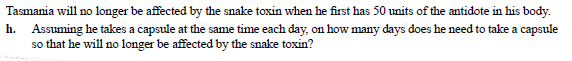 Tasmania will no longer be affected by the snake toxin when he first has 50 units of the antidote in his body.
h. Assuming he takes a capsule at the same time each day, on how many days does he need to take a capsule
so that he will no longer be affected by the snake toxin?